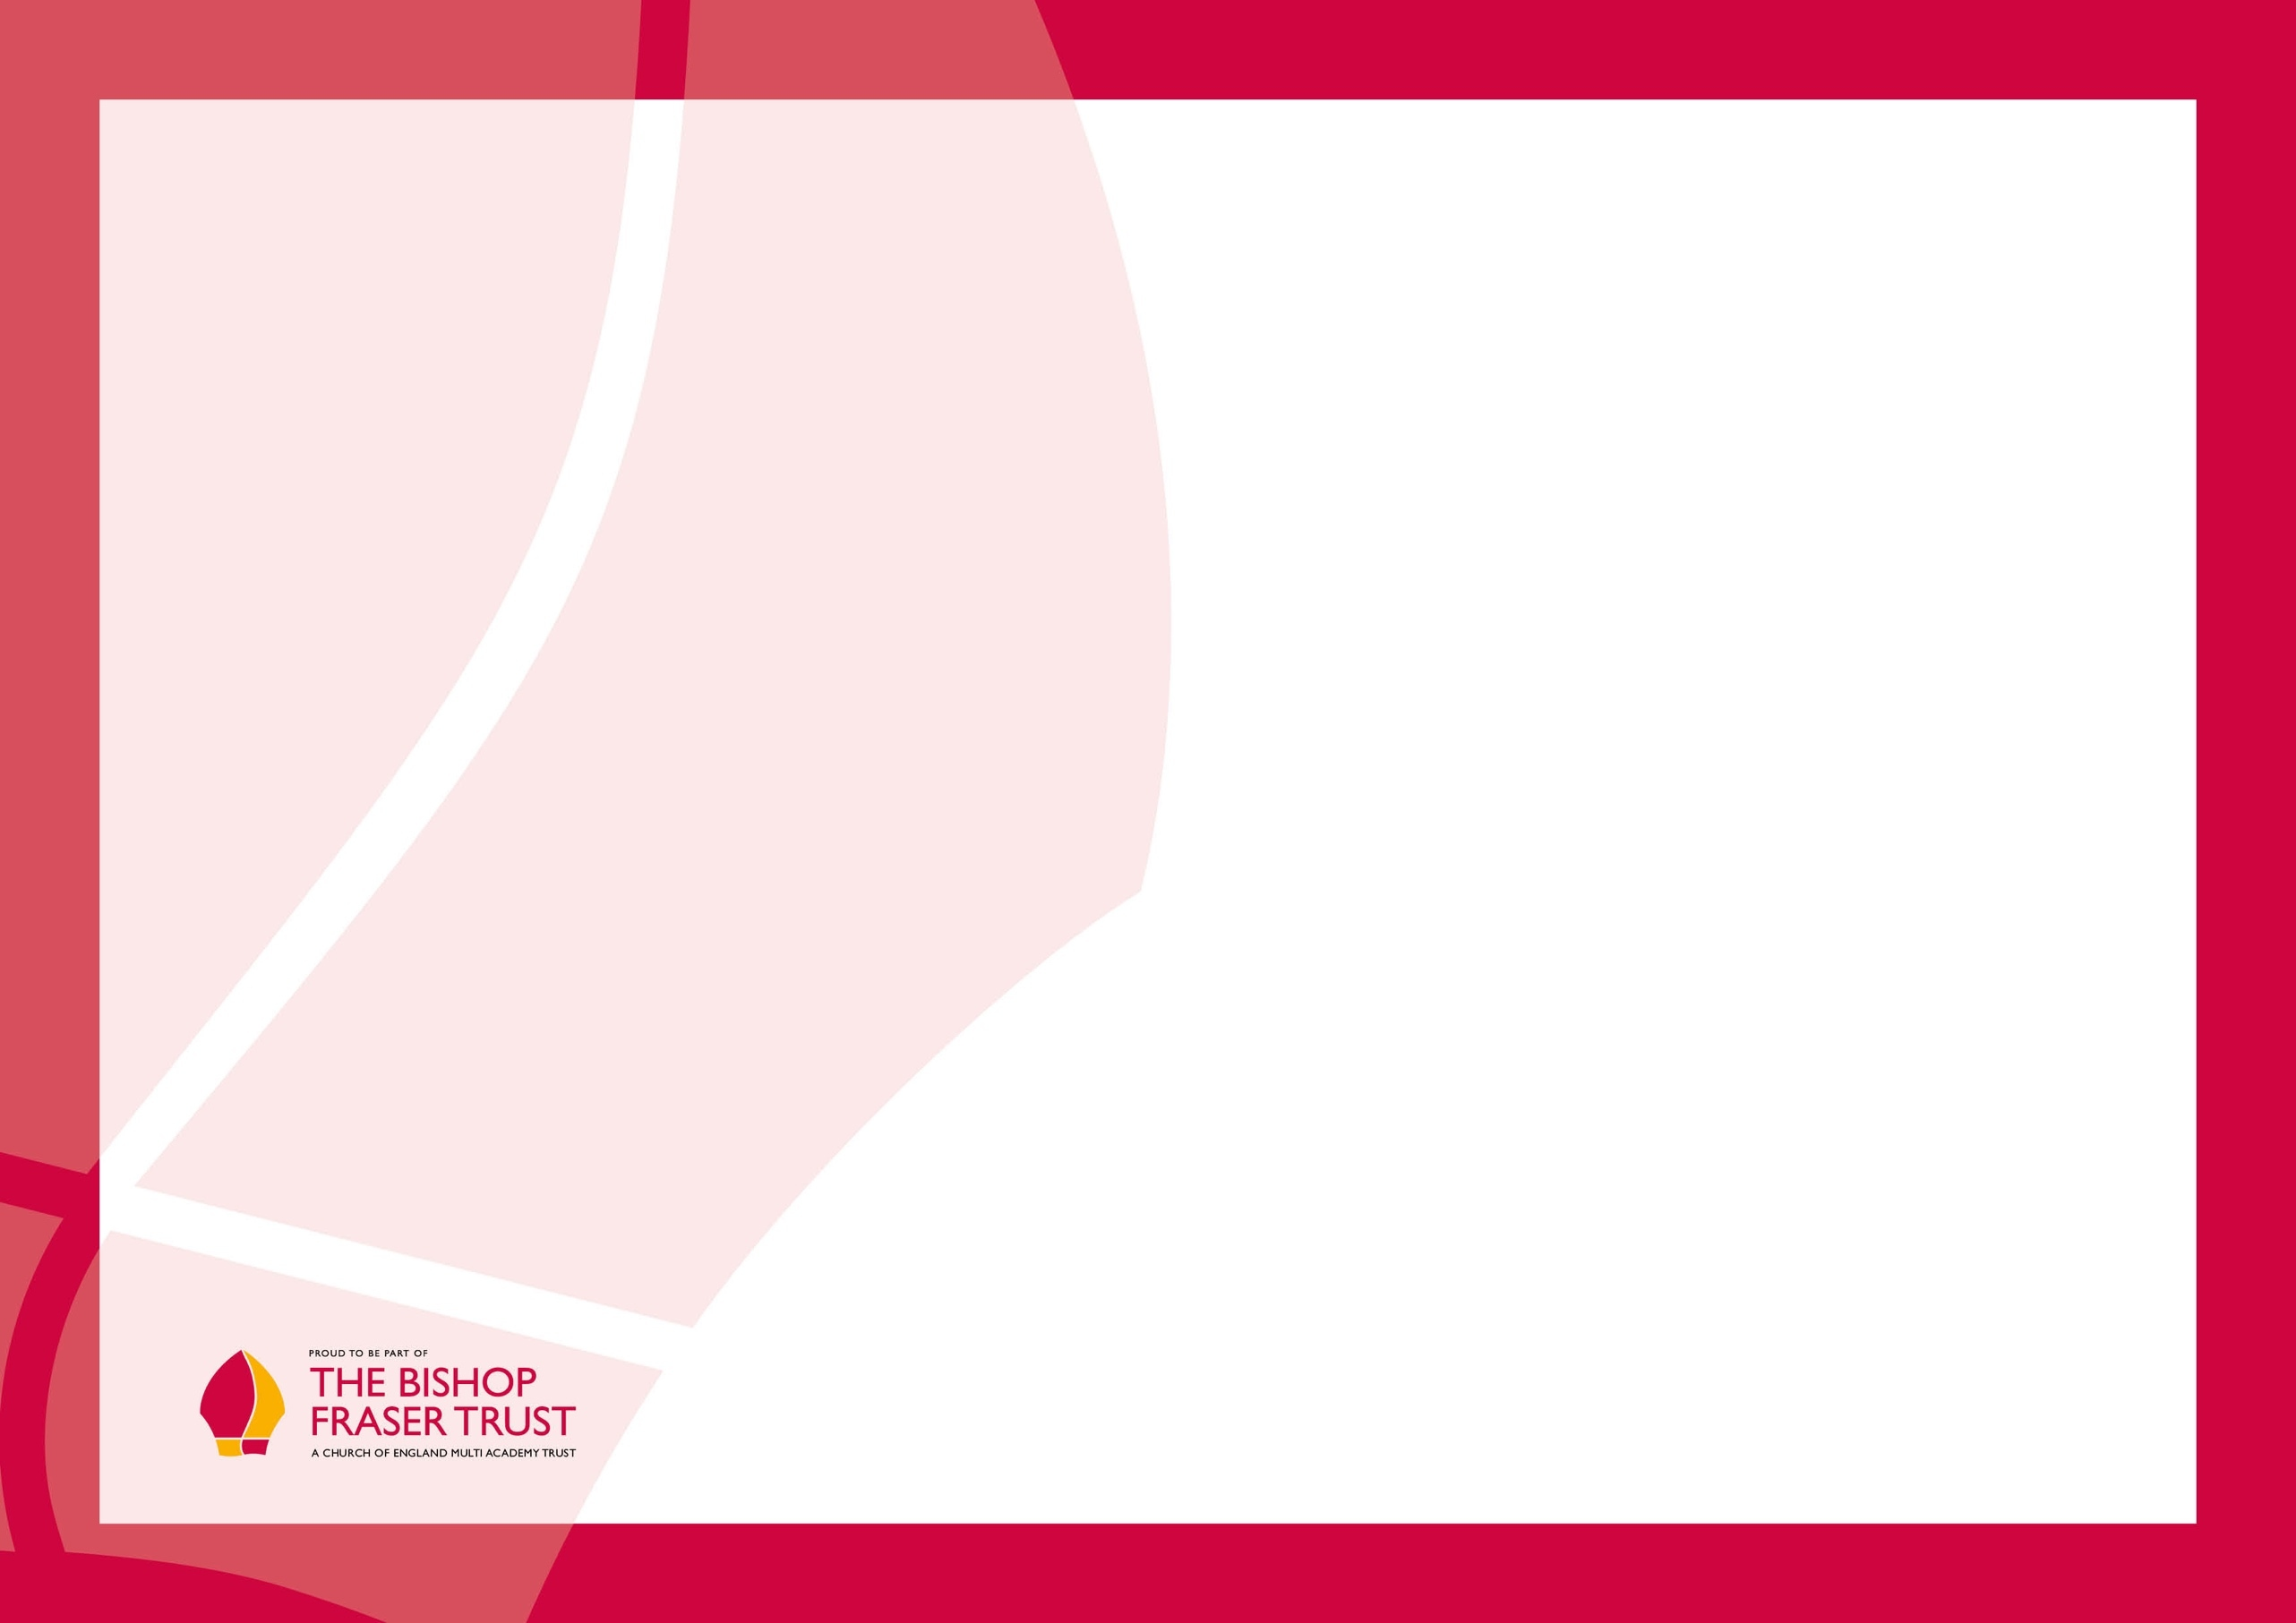 PROUD TO BE PART OF
THE BISHOP
FRASER TRUST
A CHURCH OF ENGLAND MULTI ACADEMY TRUST